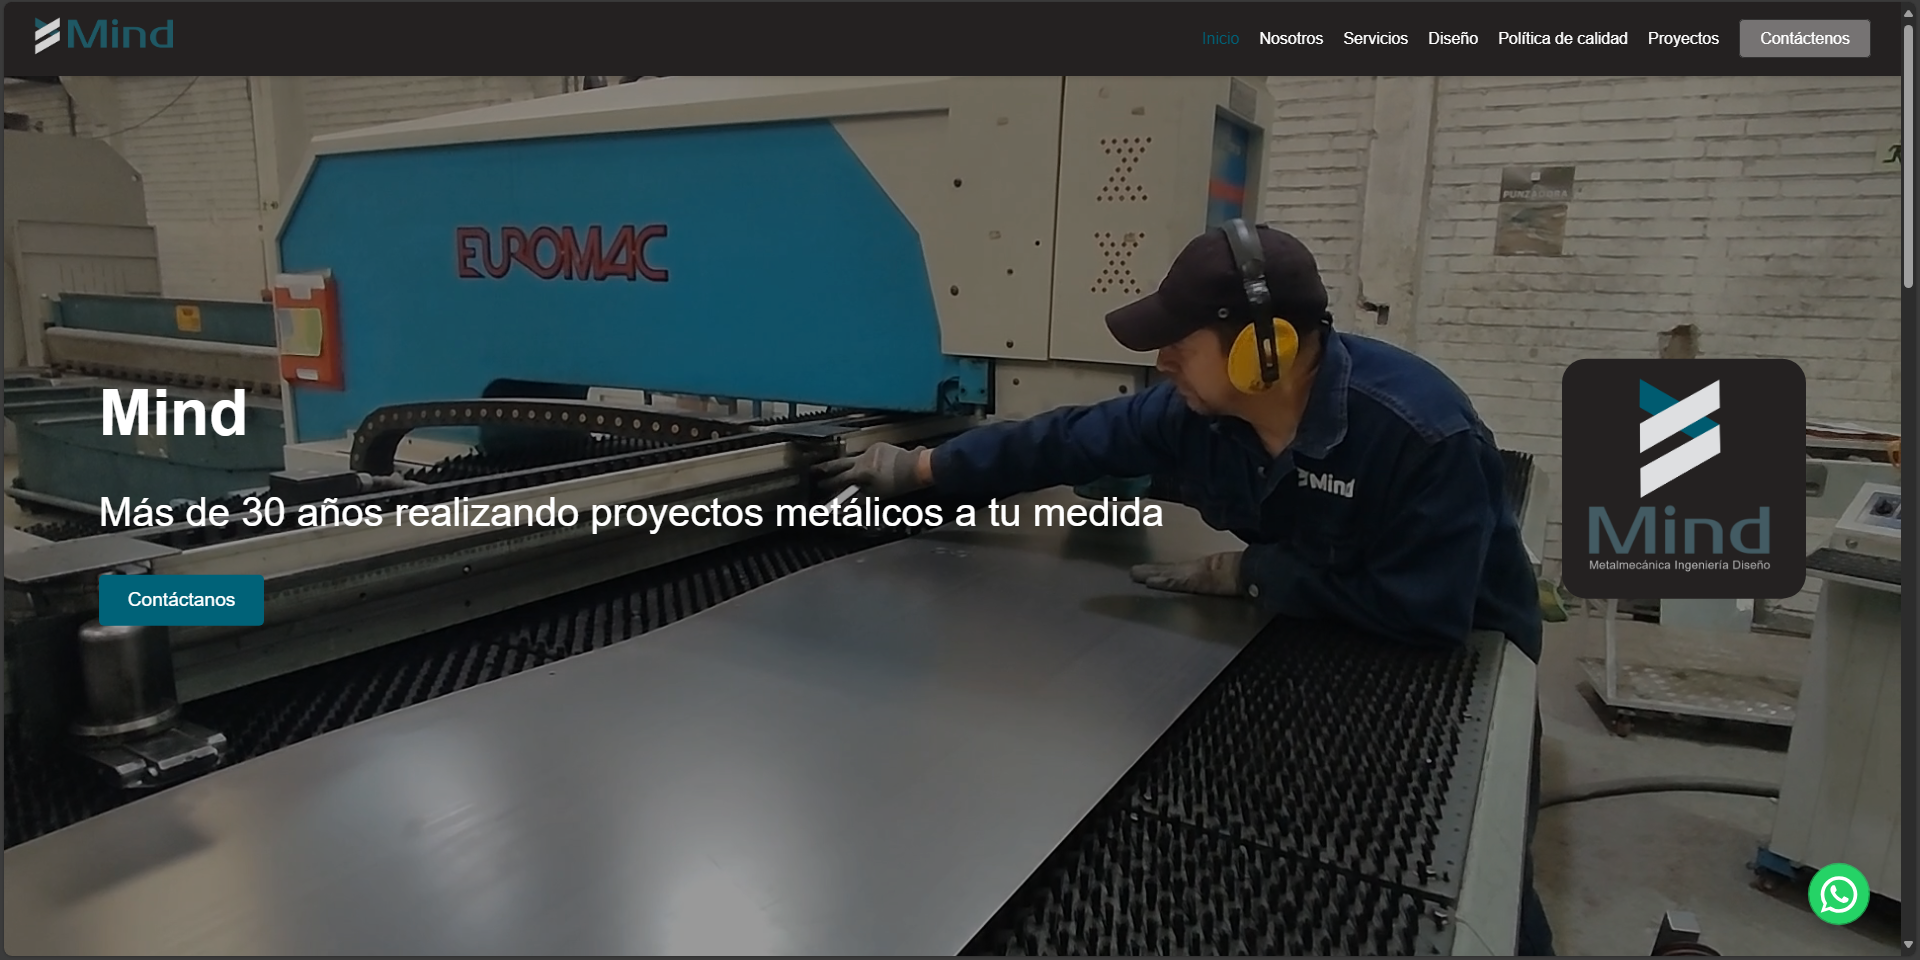 Mind
Inicio
Nosotros
Servicios
Diseño
Política de calidad
Proyectos
Contáctenos
EUROMAC
Z
X
PUNZADORA
Mind
Mind
Más de 30 años realizando proyectos metálicos a tu medida
Contáctanos
Mind
Metalmecánica Ingeniería Diseño